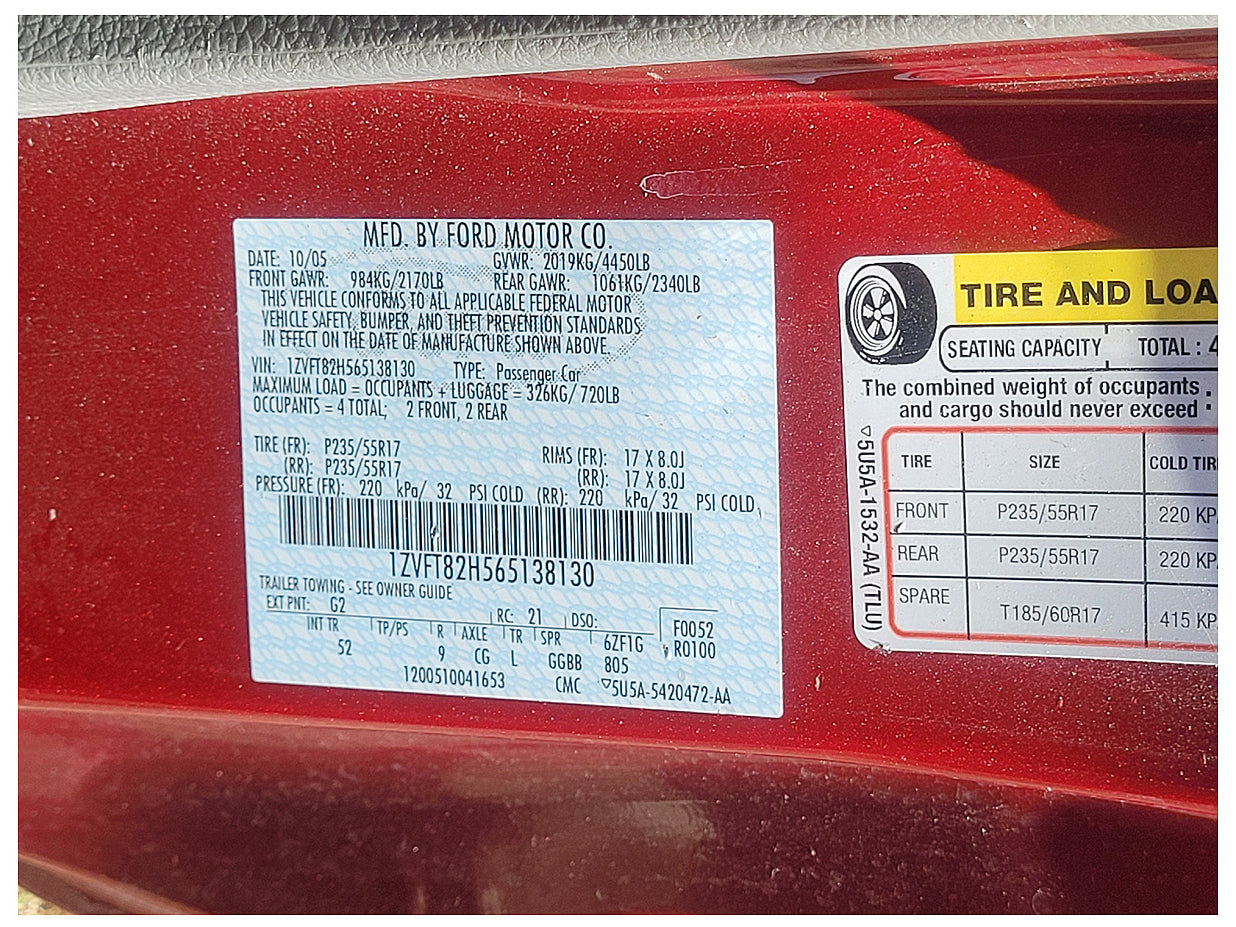 MFD. BY FORD MOTOR CO.
DATE: 10/05 GVWR: 2019KG/4450LB
FRONT GAWR: 984KG/2170LB REAR GAWR: 1061KG/2340LB
THIS VEHICLE CONFORMS TO ALL APPLICABLE FEDERAL MOTOR
VEHICLE SAFETY, BUMPER, AND THEFT PREVENTION STANDARDS
IN EFFECT ON THE DATE OF MANUFACTURE SHOWN ABOVE.
VIN: 1ZVFT82H565138130 TYPE: Passenger Car
MAXIMUM LOAD = OCCUPANTS + LUGGAGE = 326KG/ 720LB
OCCUPANTS = 4 TOTAL; 2 FRONT, 2 REAR
TIRE (FR): P235/55R17 RIMS (FR): 17 X 8.0J
(RR): P235/55R17 (RR): 17 X 8.0J
PRESSURE (FR): 220 kPa/ 32 PSI COLD (RR): 220 kPa/ 32 PSI COLD
1ZVFT82H565138130
TRAILER TOWING - SEE OWNER GUIDE
EXT PNT: G2 RC: 21 DSO: F0052
INT TR TP/PS R AXLE TR SPR 6ZF1G R0100
52 9 CG L GGBB 805
1200510041653 CMC ▽5U5A-5420472-AA
TIRE AND LOA
SEATING CAPACITY TOTAL : 4
The combined weight of occupants :
and cargo should never exceed :
▽5U5A-1532-AA (TLU)
TIRE SIZE COLD TIR
FRONT P235/55R17 220 KP
REAR P235/55R17 220 KP
SPARE T185/60R17 415 KP